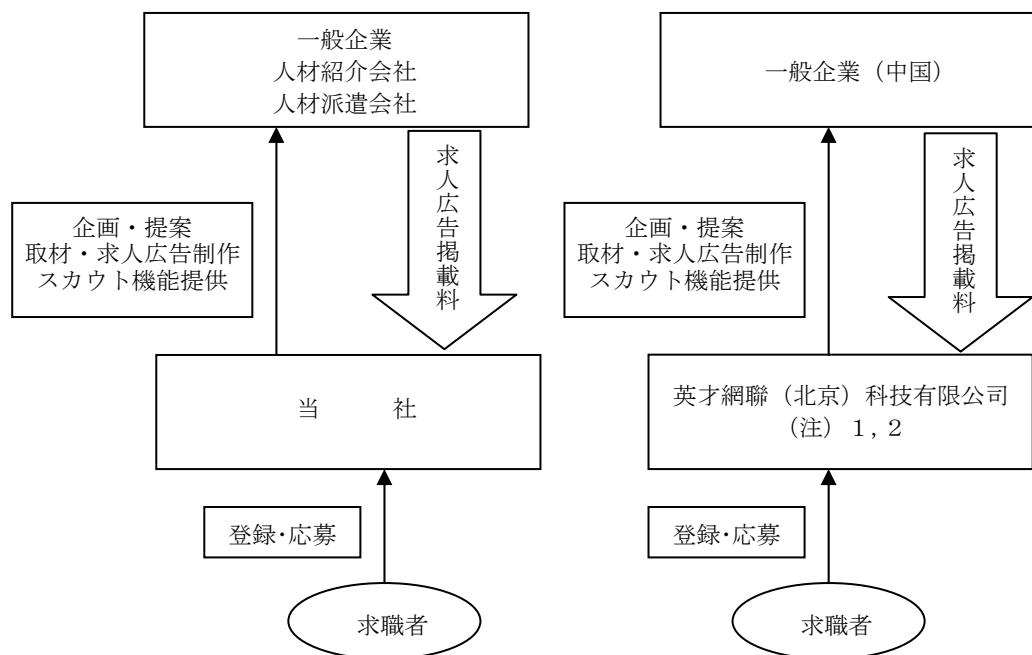 一般企業
人材紹介会社
人材派遣会社
企画・提案
取材・求人広告制作
スカウト機能提供
求人広告掲載料
当　　　社
登録・応募
求職者
一般企業（中国）
企画・提案
取材・求人広告制作
スカウト機能提供
求人広告掲載料
英才網聯（北京）科技有限公司
（注）１，２
登録・応募
求職者